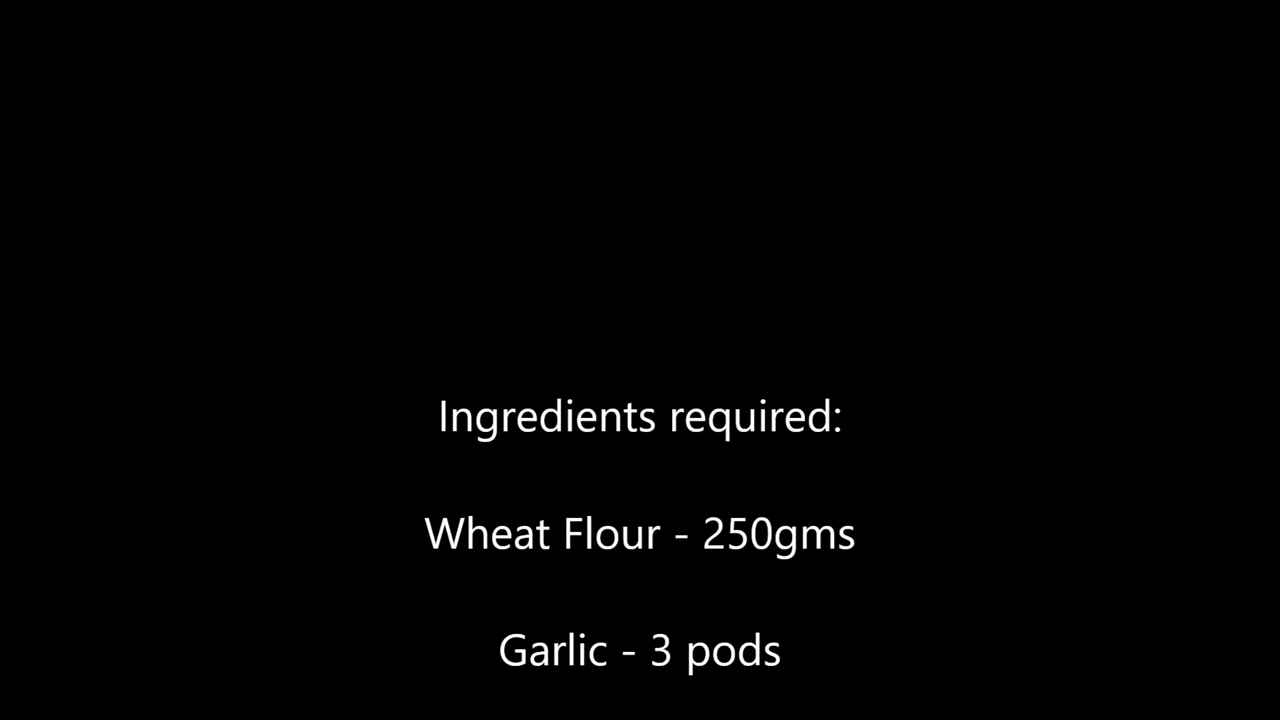 Ingredients required:
Wheat Flour - 250gms
Garlic - 3 pods